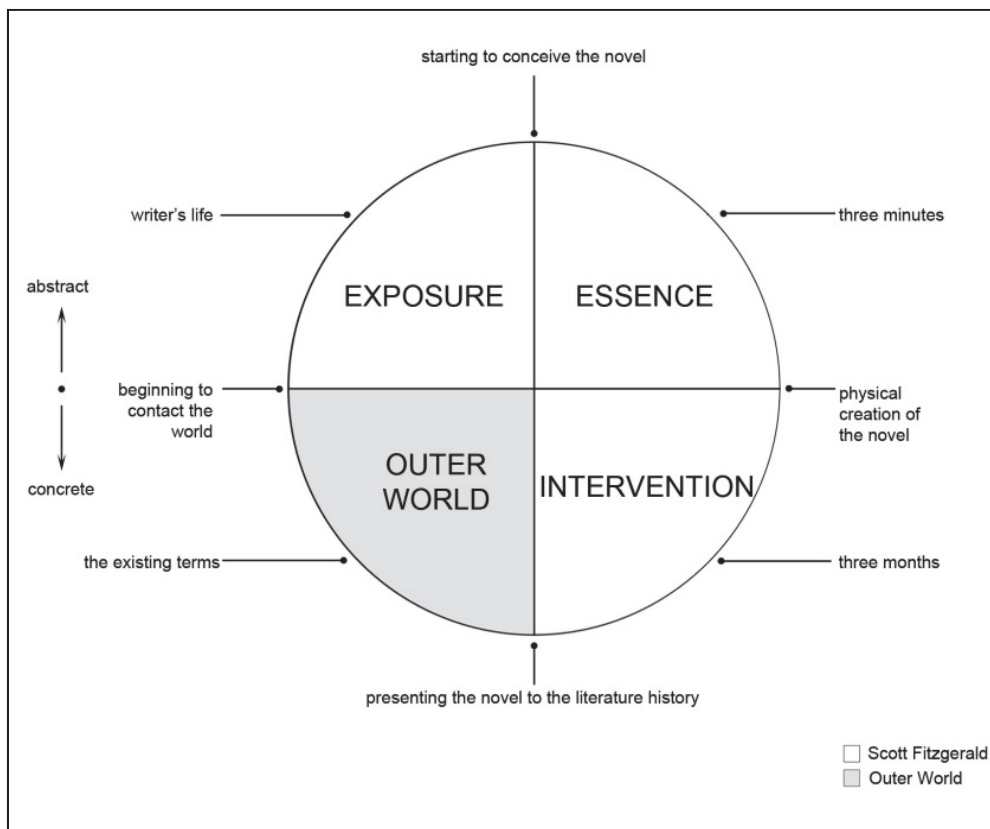 starting to conceive the novel
writer's life
three minutes
abstract
EXPOSURE
ESSENCE
beginning to
contact the
world
physical
creation of
the novel
OUTER
WORLD
INTERVENTION
concrete
the existing terms
three months
presenting the novel to the literature history
Scott Fitzgerald
Outer World